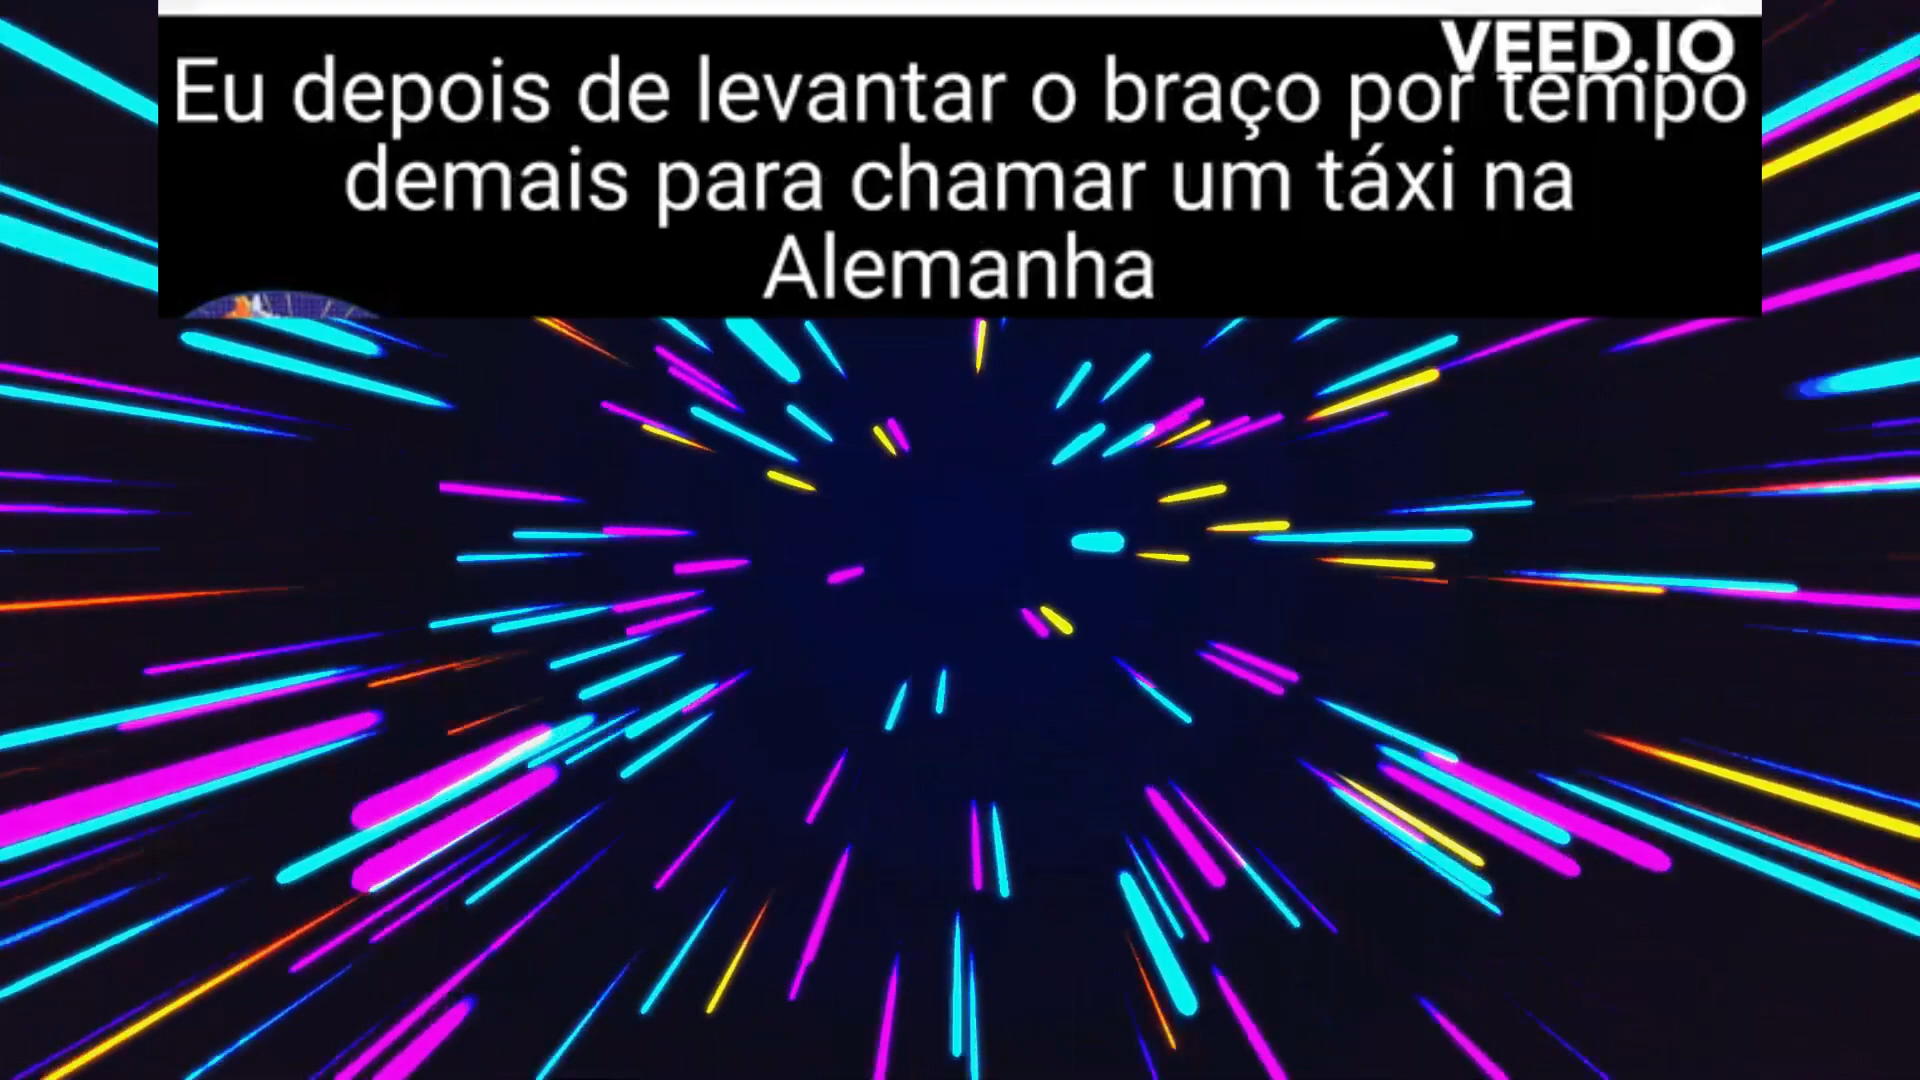 VEED.IO
Eu depois de levantar o braço por tempo
demais para chamar um táxi na
Alemanha